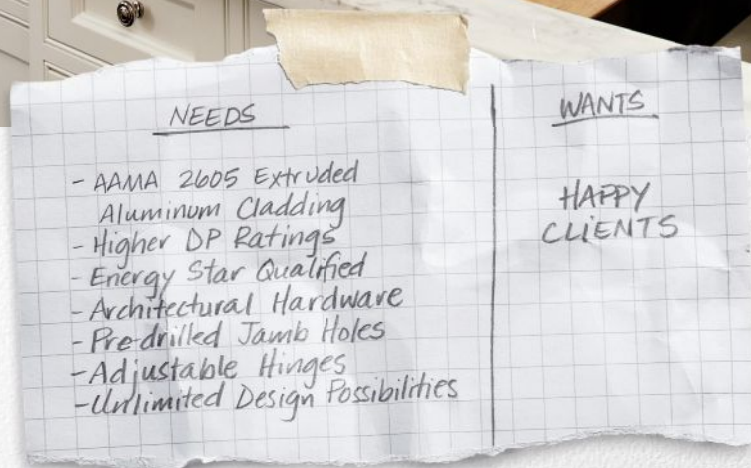 NEEDS
- AAMA 2605 Extruded
Aluminum Cladding
- Higher DP Ratings
- Energy Star Qualified
- Architectural Hardware
- Pre-drilled Jamb Holes
- Adjustable Hinges
- Unlimited Design Possibilities
WANTS
HAPPY
CLiENTS